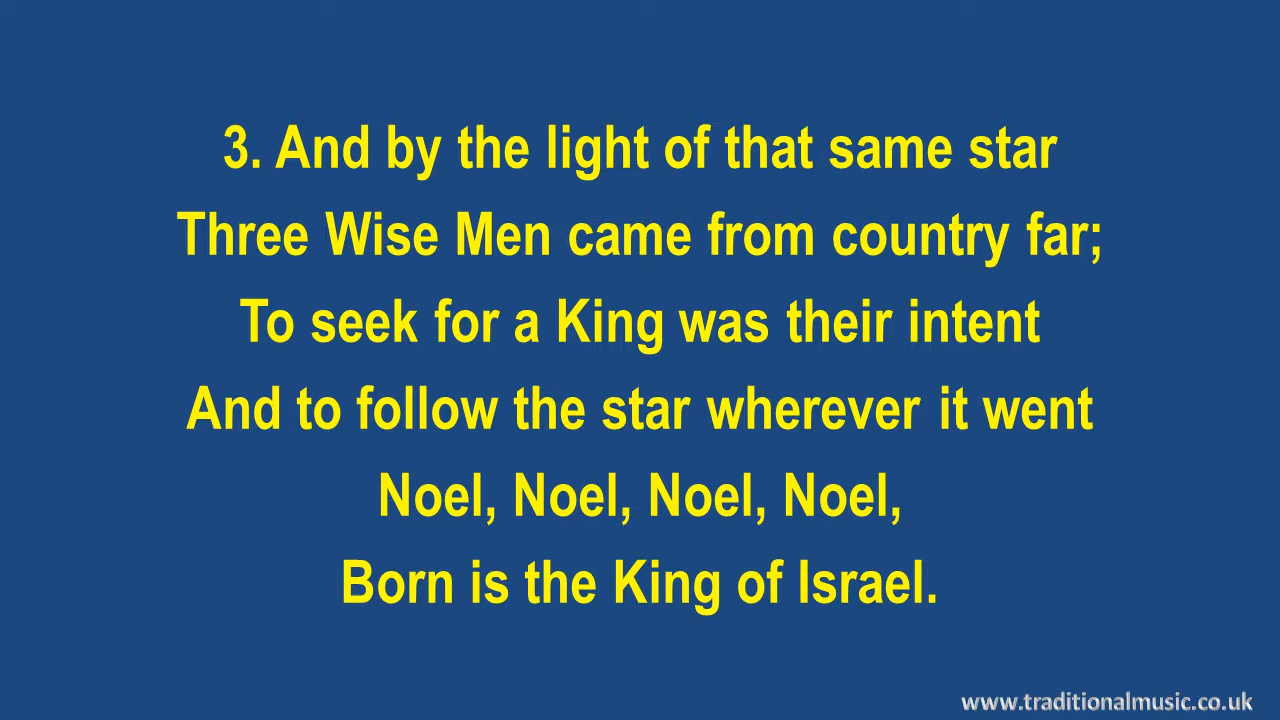 3. And by the light of that same star
Three Wise Men came from country far;
To seek for a King was their intent
And to follow the star wherever it went
Noel, Noel, Noel, Noel,
Born is the King of Israel.
www.traditionalmusic.co.uk